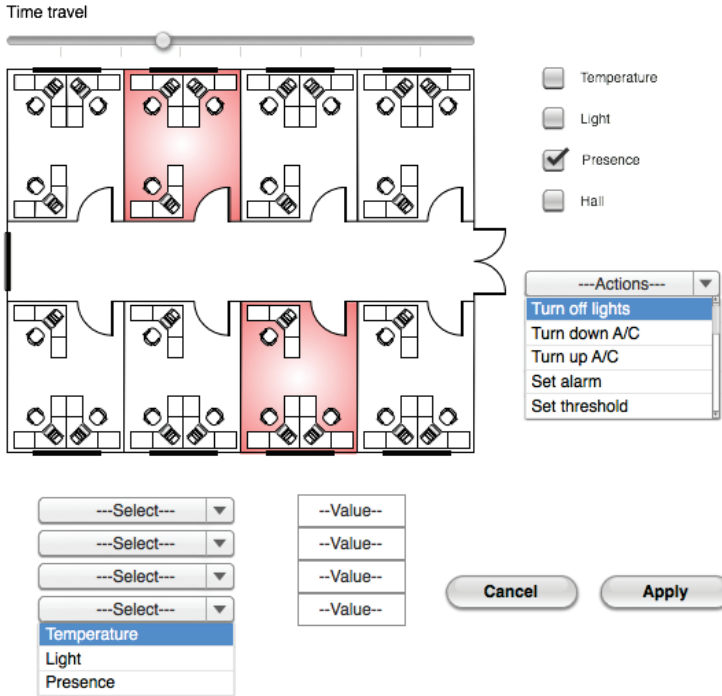 Time travel
Temperature
Light
Presence
Hall
---Actions---
Turn off lights
Turn down A/C
Turn up A/C
Set alarm
Set threshold
---Select---
--Value--
---Select---
--Value--
---Select---
--Value--
---Select---
--Value--
Temperature
Light
Presence
Cancel
Apply